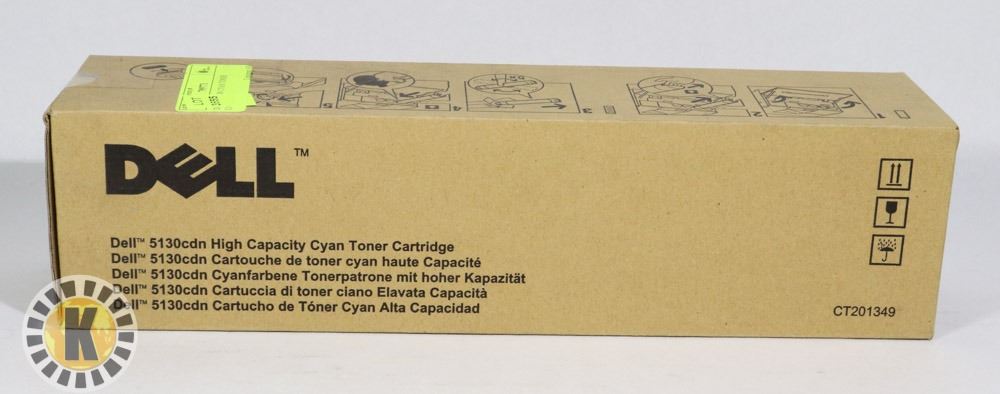 LOT
DELL™
Dell™ 5130cdn High Capacity Cyan Toner Cartridge
Dell™ 5130cdn Cartouche de toner cyan haute Capacité
Dell™ 5130cdn Cyanfarbene Tonerpatrone mit hoher Kapazität
Dell™ 5130cdn Cartuccia di toner ciano Elavata Capacità
Dell™ 5130cdn Cartucho de Tóner Cyan Alta Capacidad
CT201349
K